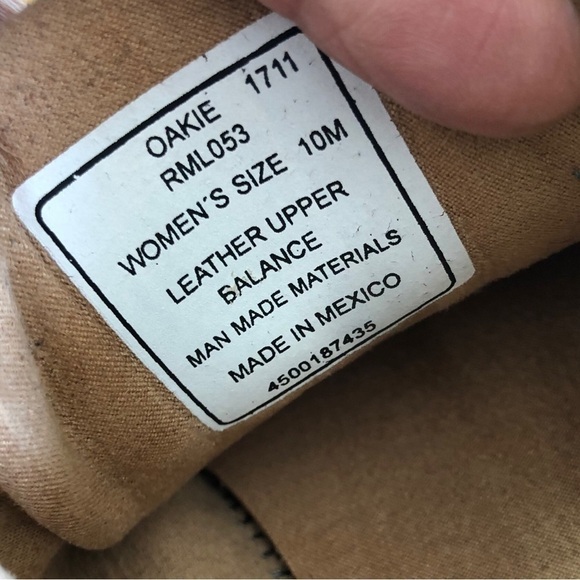 OAKIE 1711
RML053
WOMEN´S SIZE 10M
LEATHER UPPER
BALANCE
MAN MADE MATERIALS
MADE IN MEXICO
4500187435